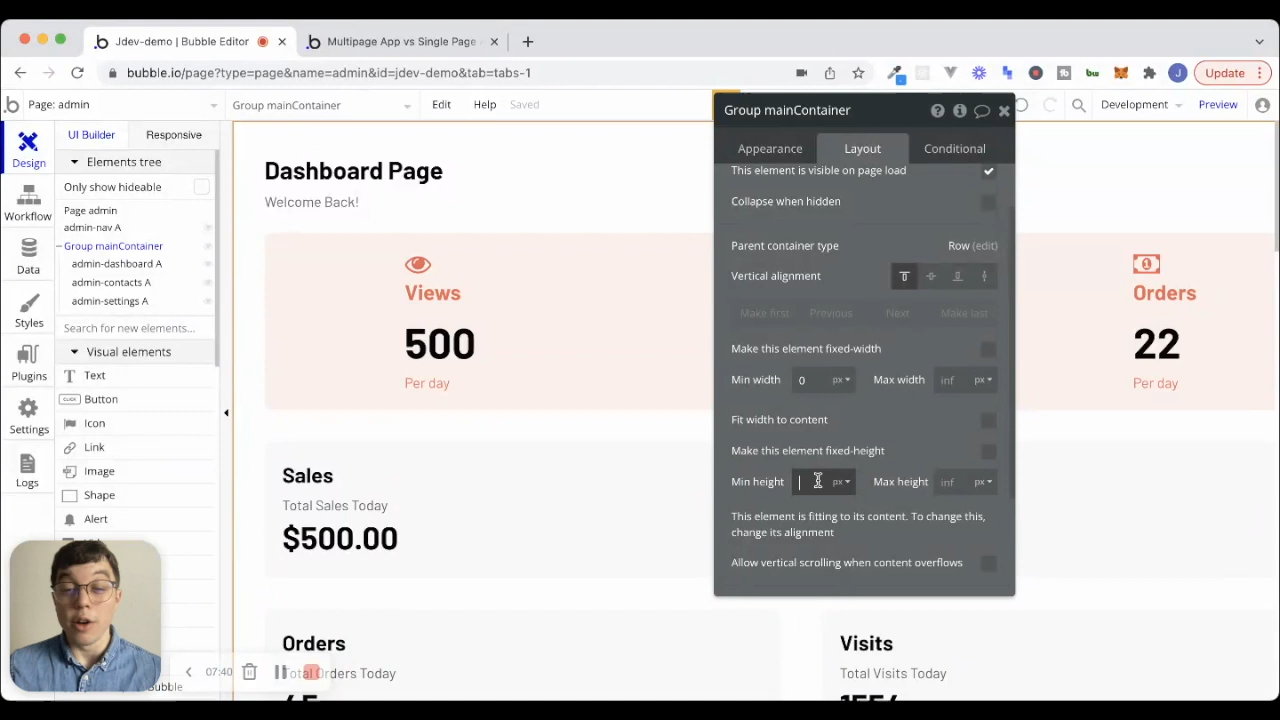 Jdev-demo | Bubble Editor
Multipage App vs Single Page
bubble.io/page?type=page&name=admin&id=jdev-demo&tab=tabs-1
bw
J
Update
b
Page: admin
Group mainContainer
Edit
Help
Saved
Development
Preview
Design
Workflow
Data
Styles
Plugins
Settings
Logs
UI Builder
Responsive
Elements tree
Only show hideable
Page admin
admin-nav A
Group mainContainer
admin-dashboard A
admin-contacts A
admin-settings A
Search for new elements...
Visual elements
Text
CLICK Button
Icon
Link
Image
Shape
Alert
Bubble
Dashboard Page
Welcome Back!
Views
500
Per day
Orders
22
Per day
Sales
Total Sales Today
$500.00
Orders
Total Orders Today
Visits
Total Visits Today
Group mainContainer
Appearance
Layout
Conditional
This element is visible on page load
Collapse when hidden
Parent container type
Row (edit)
Vertical alignment
Make first
Previous
Next
Make last
Make this element fixed-width
Min width 0 px
Max width inf px
Fit width to content
Make this element fixed-height
Min height px
Max height inf px
This element is fitting to its content. To change this,
change its alignment
Allow vertical scrolling when content overflows
07:40